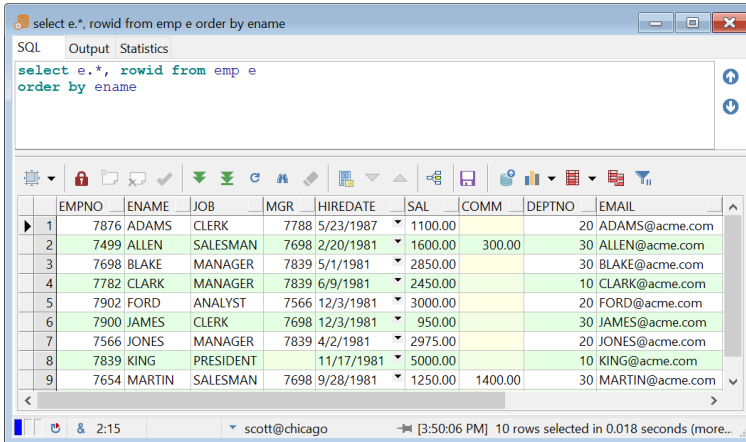 select e.*, rowid from emp e order by ename
SQL Output Statistics
select e.*, rowid from emp e
order by ename
EMPNO ENAME JOB MGR HIREDATE SAL COMM DEPTNO EMAIL
1 7876 ADAMS CLERK 7788 5/23/1987 1100.00 20 ADAMS@acme.com
2 7499 ALLEN SALESMAN 7698 2/20/1981 1600.00 300.00 30 ALLEN@acme.com
3 7698 BLAKE MANAGER 7839 5/1/1981 2850.00 30 BLAKE@acme.com
4 7782 CLARK MANAGER 7839 6/9/1981 2450.00 10 CLARK@acme.com
5 7902 FORD ANALYST 7566 12/3/1981 3000.00 20 FORD@acme.com
6 7900 JAMES CLERK 7698 12/3/1981 950.00 30 JAMES@acme.com
7 7566 JONES MANAGER 7839 4/2/1981 2975.00 20 JONES@acme.com
8 7839 KING PRESIDENT 11/17/1981 5000.00 10 KING@acme.com
9 7654 MARTIN SALESMAN 7698 9/28/1981 1250.00 1400.00 30 MARTIN@acme.com
& 2:15 scott@chicago [3:50:06 PM] 10 rows selected in 0.018 seconds (more...